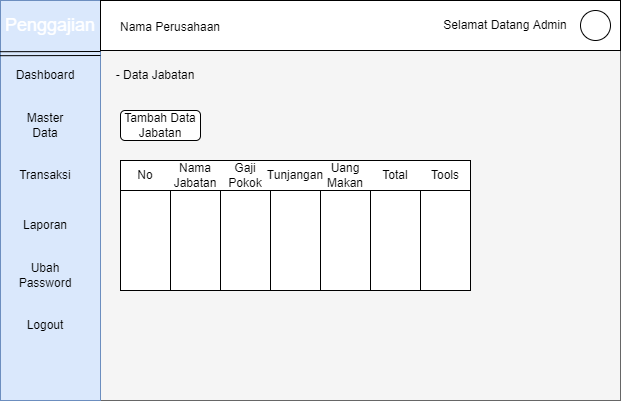 Penggajian
Nama Perusahaan
Selamat Datang Admin
Dashboard
Master
Data
Transaksi
Laporan
Ubah
Password
Logout
- Data Jabatan
Tambah Data
Jabatan
No
Nama
Jabatan
Gaji
Pokok
Tunjangan
Uang
Makan
Total
Tools